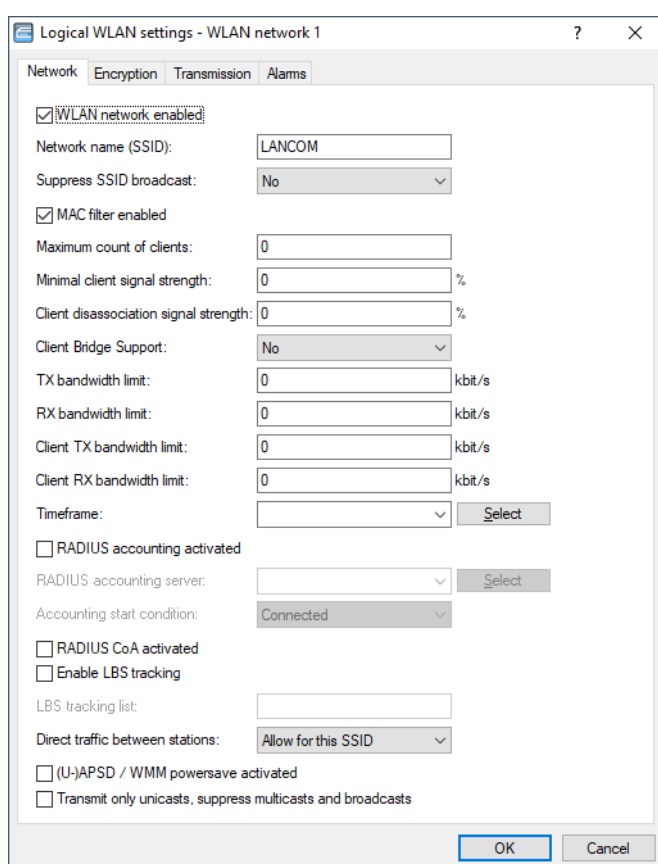 Logical WLAN settings - WLAN network 1 ?
Network Encryption Transmission Alarms
WLAN network enabled
Network name (SSID): LANCOM
Suppress SSID broadcast: No
MAC filter enabled
Maximum count of clients: 0
Minimal client signal strength: 0 %
Client disassociation signal strength: 0 %
Client Bridge Support: No
TX bandwidth limit: 0 kbit/s
RX bandwidth limit: 0 kbit/s
Client TX bandwidth limit: 0 kbit/s
Client RX bandwidth limit: 0 kbit/s
Timeframe: Select
RADIUS accounting activated
RADIUS accounting server: Select
Accounting start condition: Connected
RADIUS CoA activated
Enable LBS tracking
LBS tracking list:
Direct traffic between stations: Allow for this SSID
(U-)APSD / WMM powersave activated
Transmit only unicasts, suppress multicasts and broadcasts
OK Cancel